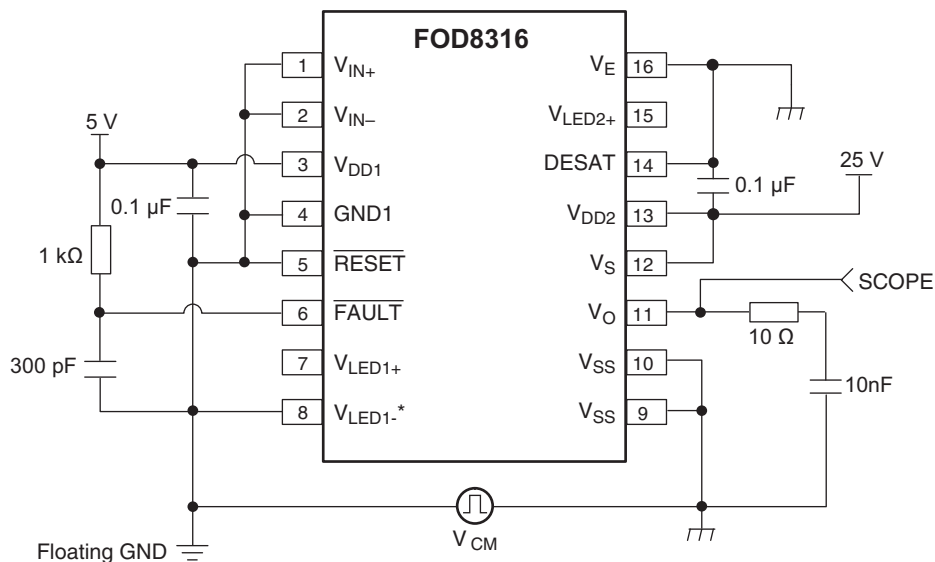 FOD8316
1 V_IN+
2 V_IN–
3 V_DD1
4 GND1
5 RESET
6 FAULT
7 V_LED1+
8 V_LED1-*
V_E 16
V_LED2+ 15
DESAT 14
V_DD2 13
V_S 12
V_O 11
V_SS 10
V_SS 9
5 V
0.1 µF
1 kΩ
300 pF
Floating GND
V_CM
0.1 µF
25 V
SCOPE
10 Ω
10nF